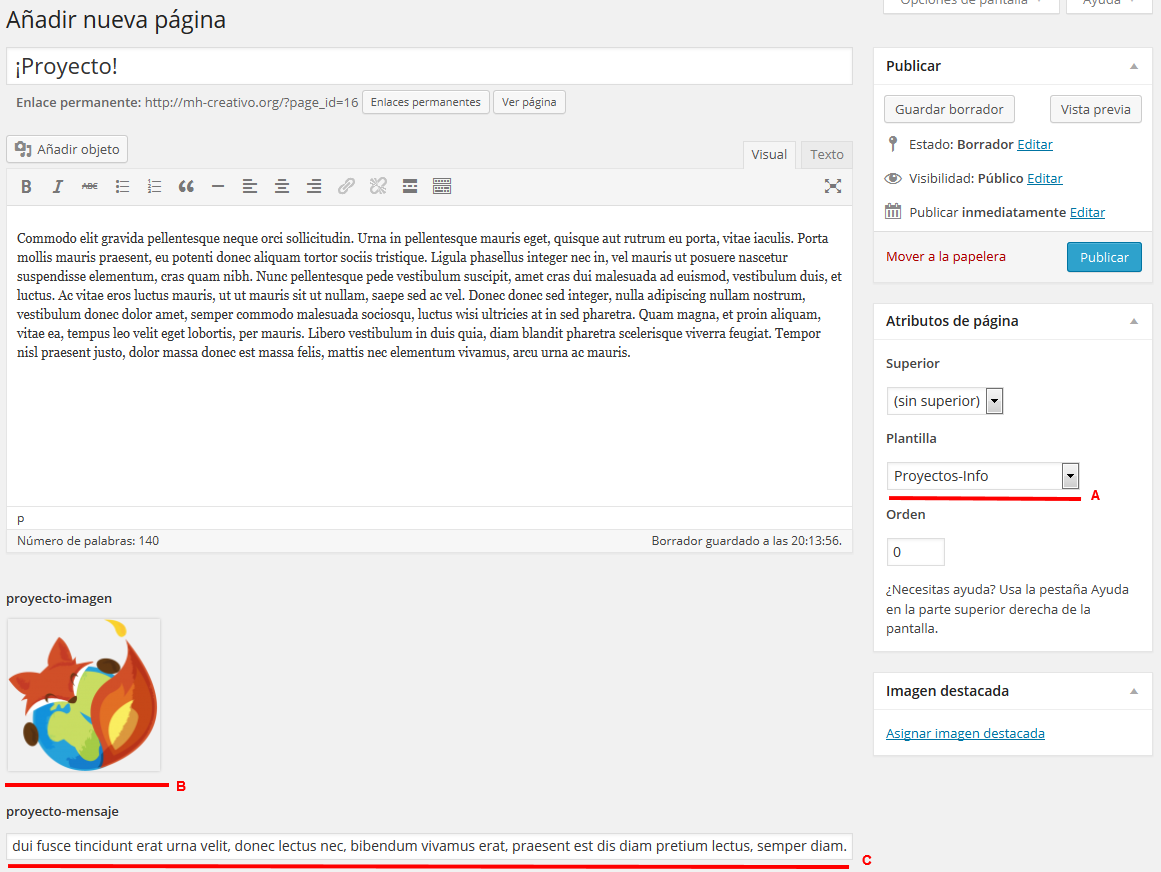 Opciones de pantalla
Ayuda
Añadir nueva página
¡Proyecto!
Enlace permanente: http://mh-creativo.org/?page_id=16 Enlaces permanentes Ver página
Añadir objeto
Visual Texto
B I ABC
Commodo elit gravida pellentesque neque orci sollicitudin. Urna in pellentesque mauris eget, quisque aut rutrum eu porta, vitae iaculis. Porta
mollis mauris praesent, eu potenti donec aliquam tortor sociis tristique. Ligula phasellus integer nec in, vel mauris ut posuere nascetur
suspendisse elementum, cras quam nibh. Nunc pellentesque pede vestibulum suscipit, amet cras dui malesuada ad euismod, vestibulum duis, et
luctus. Ac vitae eros luctus mauris, ut ut mauris sit ut nullam, saepe sed ac vel. Donec donec sed integer, nulla adipiscing nullam nostrum,
vestibulum donec dolor amet, semper commodo malesuada sociosqu, luctus wisi ultricies at in sed pharetra. Quam magna, et proin aliquam,
vitae ea, tempus leo velit eget lobortis, per mauris. Libero vestibulum in duis quia, diam blandit pharetra scelerisque viverra feugiat. Tempor
nisl praesent justo, dolor massa donec est massa felis, mattis nec elementum vivamus, arcu urna ac mauris.
p
Número de palabras: 140
Borrador guardado a las 20:13:56.
proyecto-imagen
B
proyecto-mensaje
dui fusce tincidunt erat urna velit, donec lectus nec, bibendum vivamus erat, praesent est dis diam pretium lectus, semper diam.
C
Publicar
Guardar borrador
Vista previa
Estado: Borrador Editar
Visibilidad: Público Editar
Publicar inmediatamente Editar
Mover a la papelera
Publicar
Atributos de página
Superior
(sin superior)
Plantilla
Proyectos-Info
A
Orden
0
¿Necesitas ayuda? Usa la pestaña Ayuda
en la parte superior derecha de la
pantalla.
Imagen destacada
Asignar imagen destacada